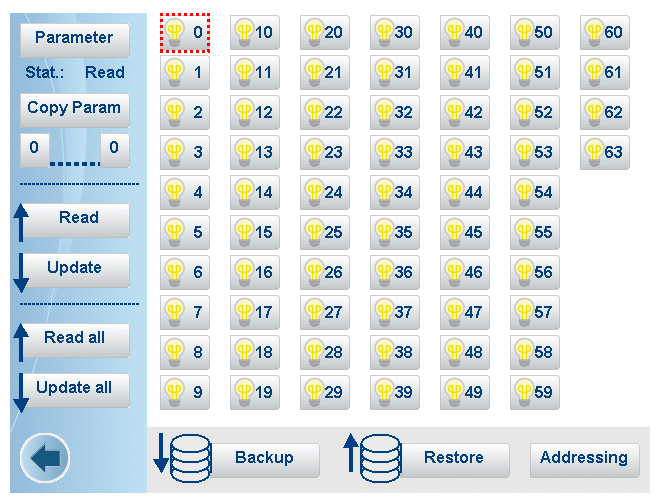 Parameter
Stat.: Read
Copy Param
0 0
Read
Update
Read all
Update all
0 10 20 30 40 50 60
1 11 21 31 41 51 61
2 12 22 32 42 52 62
3 13 23 33 43 53 63
4 14 24 34 44 54
5 15 25 35 45 55
6 16 26 36 46 56
7 17 27 37 47 57
8 18 28 38 48 58
9 19 29 39 49 59
Backup Restore Addressing